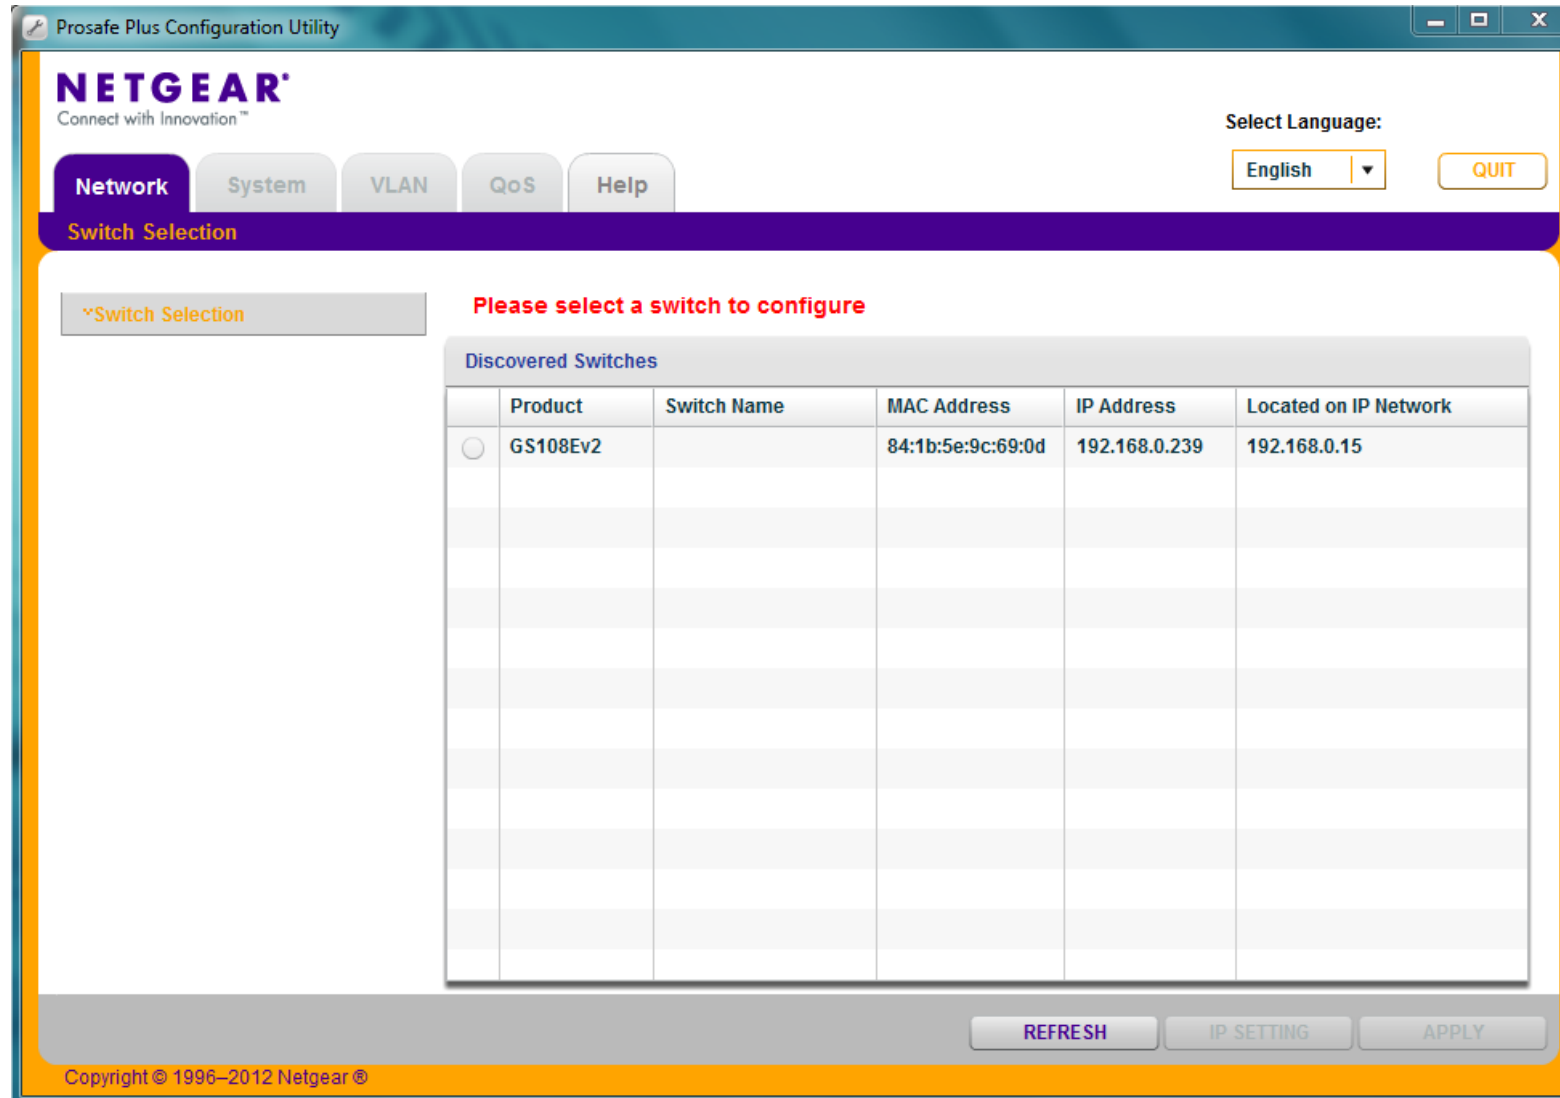 Prosafe Plus Configuration Utility
NETGEAR®
Connect with Innovation™
Select Language:
English
QUIT
Network System VLAN QoS Help
Switch Selection
Switch Selection
Please select a switch to configure
Discovered Switches
Product Switch Name MAC Address IP Address Located on IP Network
GS108Ev2 84:1b:5e:9c:69:0d 192.168.0.239 192.168.0.15
REFRESH IP SETTING APPLY
Copyright © 1996–2012 Netgear ®